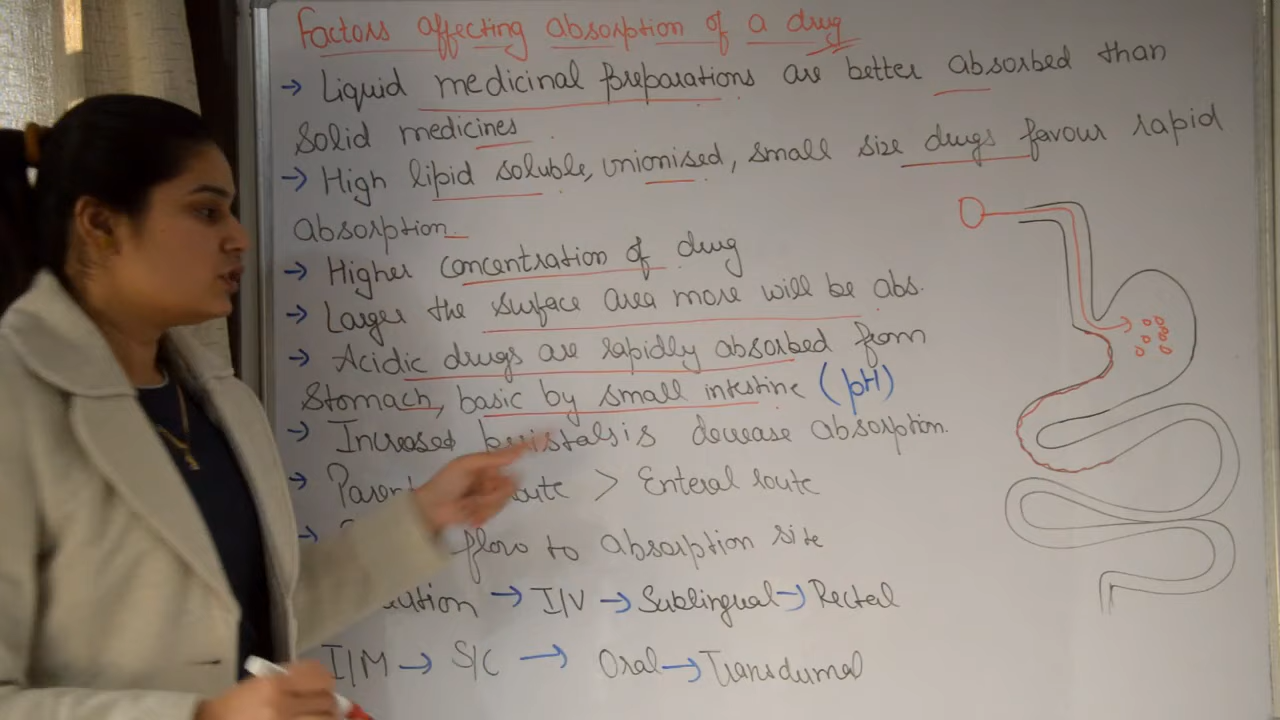 Factors affecting absorption of a drug
→ Liquid medicinal preparations are better absorbed than
Solid medicines
→ High lipid soluble, unionised, small size drugs favour rapid
absorption.
→ Higher concentration of drug
→ Larger the surface area more will be abs.
→ Acidic drugs are rapidly absorbed from
Stomach, basic by small intestine (pH)
→ Increased peristalsis decrease absorption.
→ > Enteral route
→ flow to absorption site
→ I/V → Sublingual → Rectal
I/M → S/C → Oral → Transdermal